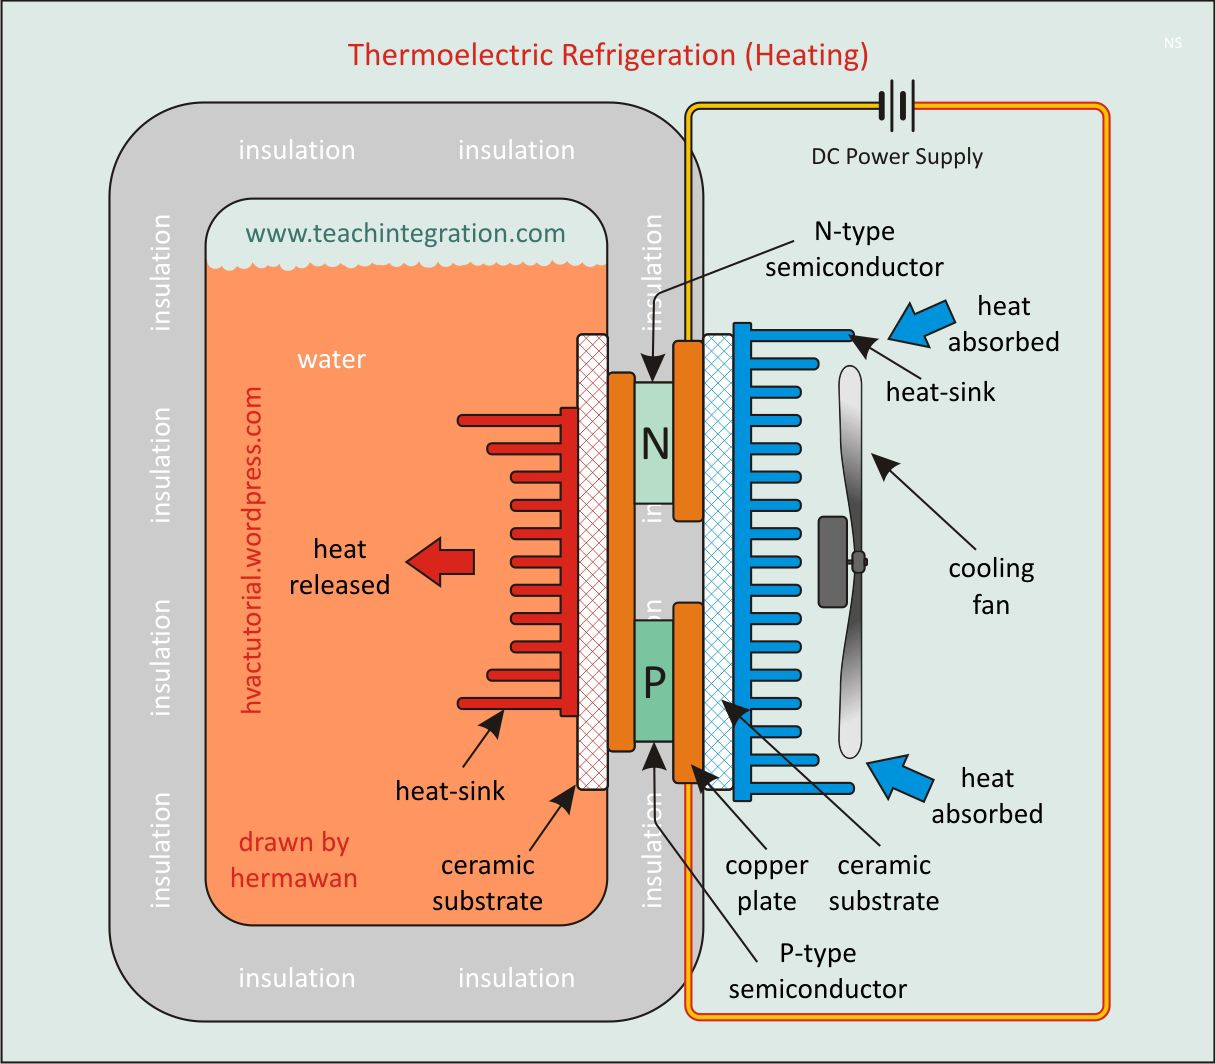 Thermoelectric Refrigeration (Heating)
NS
DC Power Supply
insulation
insulation
insulation
insulation
insulation
insulation
insulation
insulation
insulation
insulation
www.teachintegration.com
N-type
semiconductor
heat
absorbed
heat-sink
water
hvactutorial.wordpress.com
N
heat
released
cooling
fan
P
heat-sink
heat
absorbed
drawn by
hermawan
ceramic
substrate
copper
plate
ceramic
substrate
P-type
semiconductor